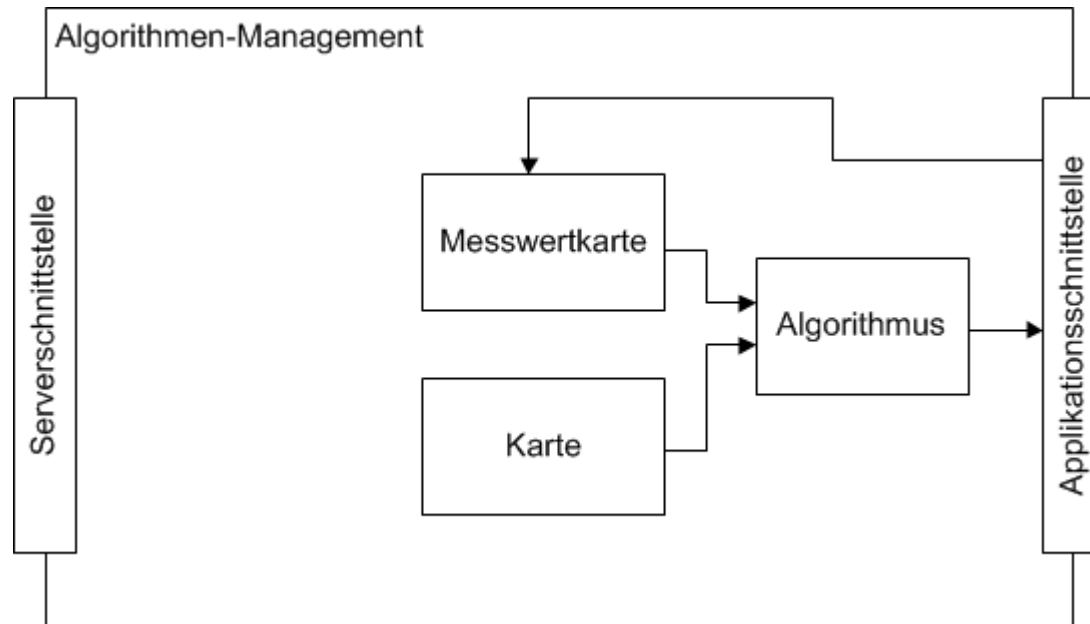 Algorithmen-Management
Serverschnittstelle
Messwertkarte
Algorithmus
Karte
Applikationsschnittstelle